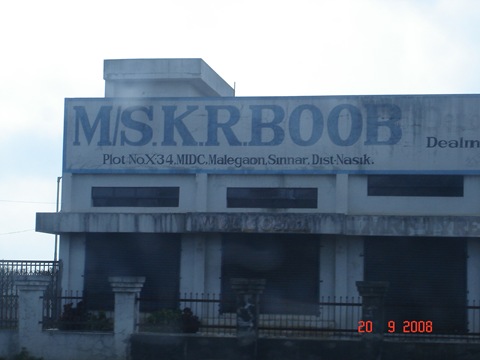 M/S.K.R.BOOB
Dealm
Plot No X34, MIDC, Malegaon, Sinnar, Dist-Nasik.
20 9 2008